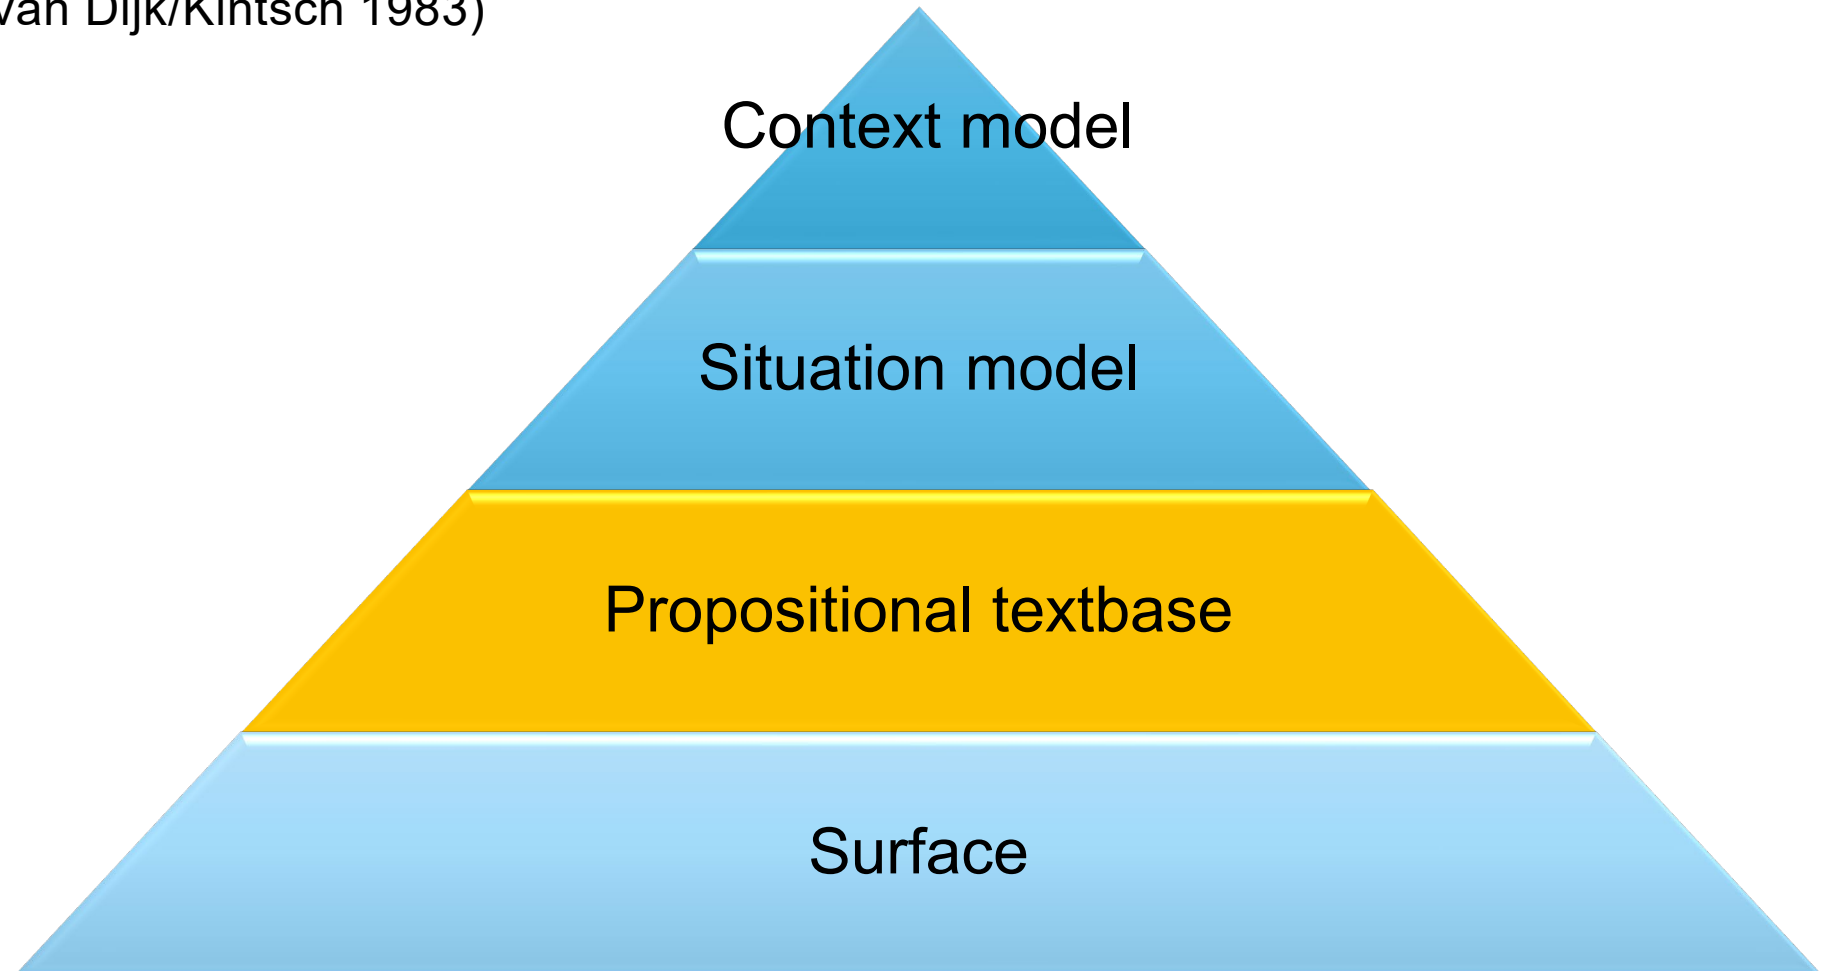 van Dijk/Kintsch 1983)
Context model
Situation model
Propositional textbase
Surface